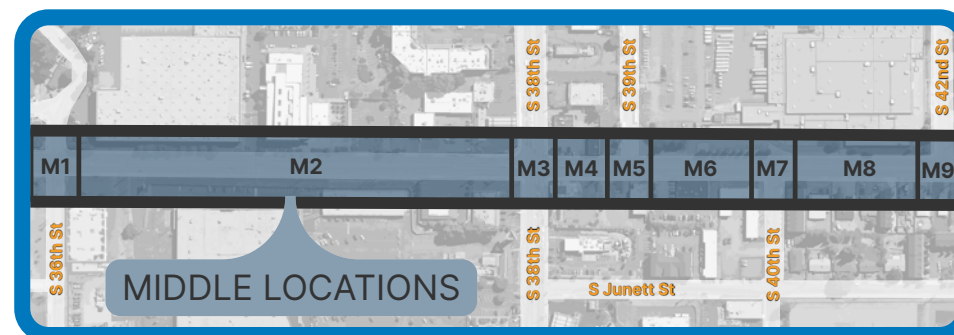 S 38th St
S 39th St
S 42nd St
M1
M2
M3
M4
M5
M6
M7
M8
M9
S 36th St
S 38th St
S 40th St
S Junett St
MIDDLE LOCATIONS